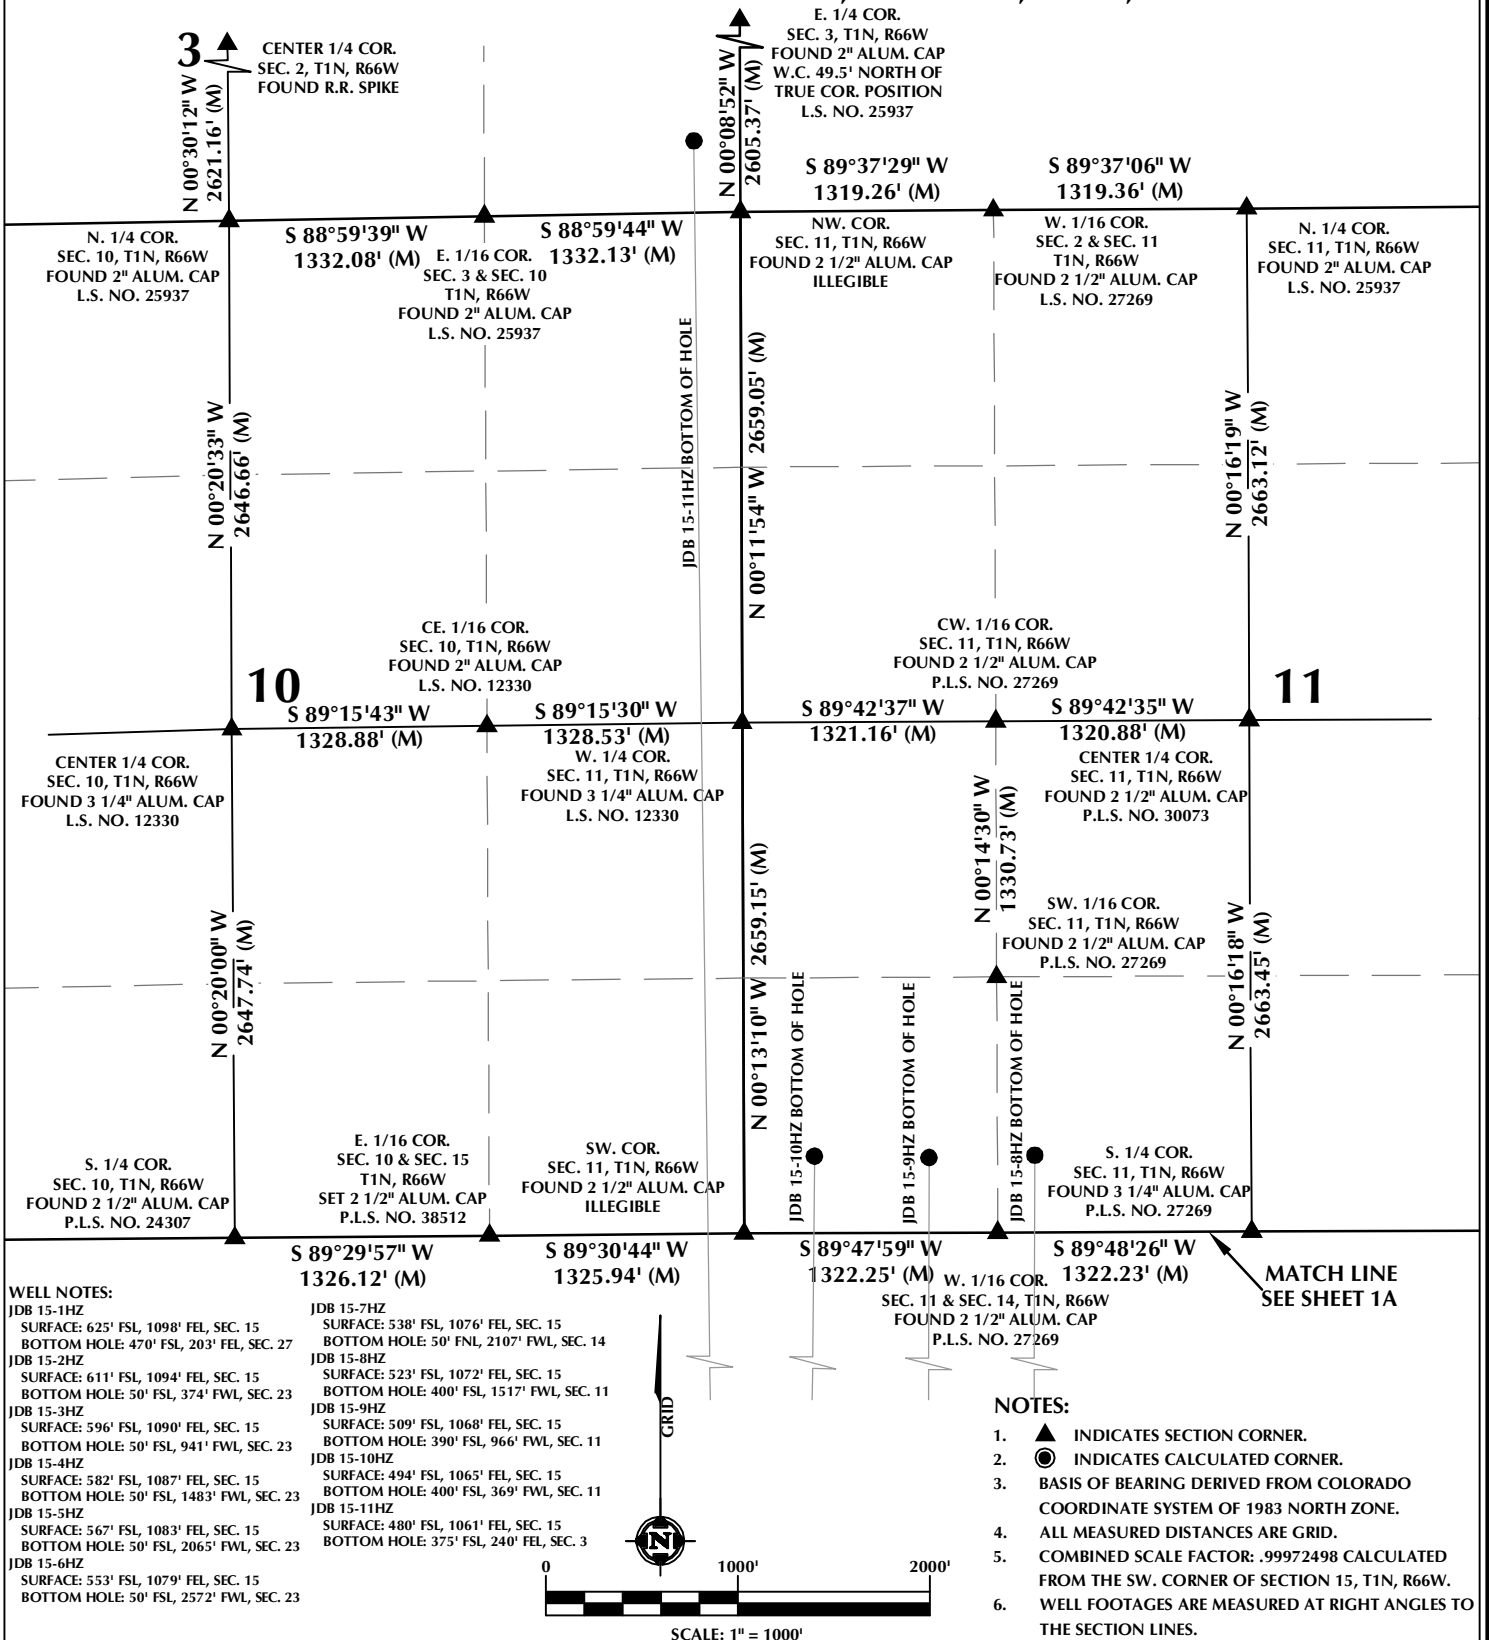 3
CENTER 1/4 COR.
SEC. 2, T1N, R66W
FOUND R.R. SPIKE
N 00°30'12" W
2621.16' (M)
E. 1/4 COR.
SEC. 3, T1N, R66W
FOUND 2" ALUM. CAP
W.C. 49.5' NORTH OF
TRUE COR. POSITION
L.S. NO. 25937
N 00°08'52" W
2605.37' (M)
S 89°37'29" W
1319.26' (M)
S 89°37'06" W
1319.36' (M)
N. 1/4 COR.
SEC. 10, T1N, R66W
FOUND 2" ALUM. CAP
L.S. NO. 25937
S 88°59'39" W
1332.08' (M)
E. 1/16 COR.
SEC. 3 & SEC. 10
T1N, R66W
FOUND 2" ALUM. CAP
L.S. NO. 25937
S 88°59'44" W
1332.13' (M)
NW. COR.
SEC. 11, T1N, R66W
FOUND 2 1/2" ALUM. CAP
ILLEGIBLE
W. 1/16 COR.
SEC. 2 & SEC. 11
T1N, R66W
FOUND 2 1/2" ALUM. CAP
L.S. NO. 27269
N. 1/4 COR.
SEC. 11, T1N, R66W
FOUND 2" ALUM. CAP
L.S. NO. 25937
N 00°20'33" W
2646.66' (M)
JDB 15-11HZ BOTTOM OF HOLE
N 00°11'54" W 2659.05' (M)
N 00°16'19" W
2663.12' (M)
10
CE. 1/16 COR.
SEC. 10, T1N, R66W
FOUND 2" ALUM. CAP
L.S. NO. 12330
CW. 1/16 COR.
SEC. 11, T1N, R66W
FOUND 2 1/2" ALUM. CAP
P.L.S. NO. 27269
11
S 89°15'43" W
1328.88' (M)
S 89°15'30" W
1328.53' (M)
S 89°42'37" W
1321.16' (M)
S 89°42'35" W
1320.88' (M)
CENTER 1/4 COR.
SEC. 10, T1N, R66W
FOUND 3 1/4" ALUM. CAP
L.S. NO. 12330
W. 1/4 COR.
SEC. 11, T1N, R66W
FOUND 3 1/4" ALUM. CAP
L.S. NO. 12330
CENTER 1/4 COR.
SEC. 11, T1N, R66W
FOUND 2 1/2" ALUM. CAP
P.L.S. NO. 30073
N 00°14'30" W
1330.73' (M)
SW. 1/16 COR.
SEC. 11, T1N, R66W
FOUND 2 1/2" ALUM. CAP
P.L.S. NO. 27269
N 00°20'00" W
2647.74' (M)
N 00°13'10" W 2659.15' (M)
JDB 15-10HZ BOTTOM OF HOLE
JDB 15-9HZ BOTTOM OF HOLE
JDB 15-8HZ BOTTOM OF HOLE
N 00°16'18" W
2663.45' (M)
S. 1/4 COR.
SEC. 10, T1N, R66W
FOUND 2 1/2" ALUM. CAP
P.L.S. NO. 24307
E. 1/16 COR.
SEC. 10 & SEC. 15
T1N, R66W
SET 2 1/2" ALUM. CAP
P.L.S. NO. 38512
SW. COR.
SEC. 11, T1N, R66W
FOUND 2 1/2" ALUM. CAP
ILLEGIBLE
S. 1/4 COR.
SEC. 11, T1N, R66W
FOUND 3 1/4" ALUM. CAP
P.L.S. NO. 27269
S 89°29'57" W
1326.12' (M)
S 89°30'44" W
1325.94' (M)
S 89°47'59" W
1322.25' (M)
W. 1/16 COR.
SEC. 11 & SEC. 14, T1N, R66W
FOUND 2 1/2" ALUM. CAP
P.L.S. NO. 27269
S 89°48'26" W
1322.23' (M)
MATCH LINE
SEE SHEET 1A
WELL NOTES:
JDB 15-1HZ
SURFACE: 625' FSL, 1098' FEL, SEC. 15
BOTTOM HOLE: 470' FSL, 203' FEL, SEC. 27
JDB 15-2HZ
SURFACE: 611' FSL, 1094' FEL, SEC. 15
BOTTOM HOLE: 50' FSL, 374' FWL, SEC. 23
JDB 15-3HZ
SURFACE: 596' FSL, 1090' FEL, SEC. 15
BOTTOM HOLE: 50' FSL, 941' FWL, SEC. 23
JDB 15-4HZ
SURFACE: 582' FSL, 1087' FEL, SEC. 15
BOTTOM HOLE: 50' FSL, 1483' FWL, SEC. 23
JDB 15-5HZ
SURFACE: 567' FSL, 1083' FEL, SEC. 15
BOTTOM HOLE: 50' FSL, 2065' FWL, SEC. 23
JDB 15-6HZ
SURFACE: 553' FSL, 1079' FEL, SEC. 15
BOTTOM HOLE: 50' FSL, 2572' FWL, SEC. 23
JDB 15-7HZ
SURFACE: 538' FSL, 1076' FEL, SEC. 15
BOTTOM HOLE: 50' FNL, 2107' FWL, SEC. 14
JDB 15-8HZ
SURFACE: 523' FSL, 1072' FEL, SEC. 15
BOTTOM HOLE: 400' FSL, 1517' FWL, SEC. 11
JDB 15-9HZ
SURFACE: 509' FSL, 1068' FEL, SEC. 15
BOTTOM HOLE: 390' FSL, 966' FWL, SEC. 11
JDB 15-10HZ
SURFACE: 494' FSL, 1065' FEL, SEC. 15
BOTTOM HOLE: 400' FSL, 369' FWL, SEC. 11
JDB 15-11HZ
SURFACE: 480' FSL, 1061' FEL, SEC. 15
BOTTOM HOLE: 375' FSL, 240' FEL, SEC. 3
GRID
N
0 1000' 2000'
SCALE: 1" = 1000'
NOTES:
1. INDICATES SECTION CORNER.
2. INDICATES CALCULATED CORNER.
3. BASIS OF BEARING DERIVED FROM COLORADO
COORDINATE SYSTEM OF 1983 NORTH ZONE.
4. ALL MEASURED DISTANCES ARE GRID.
5. COMBINED SCALE FACTOR: .99972498 CALCULATED
FROM THE SW. CORNER OF SECTION 15, T1N, R66W.
6. WELL FOOTAGES ARE MEASURED AT RIGHT ANGLES TO
THE SECTION LINES.